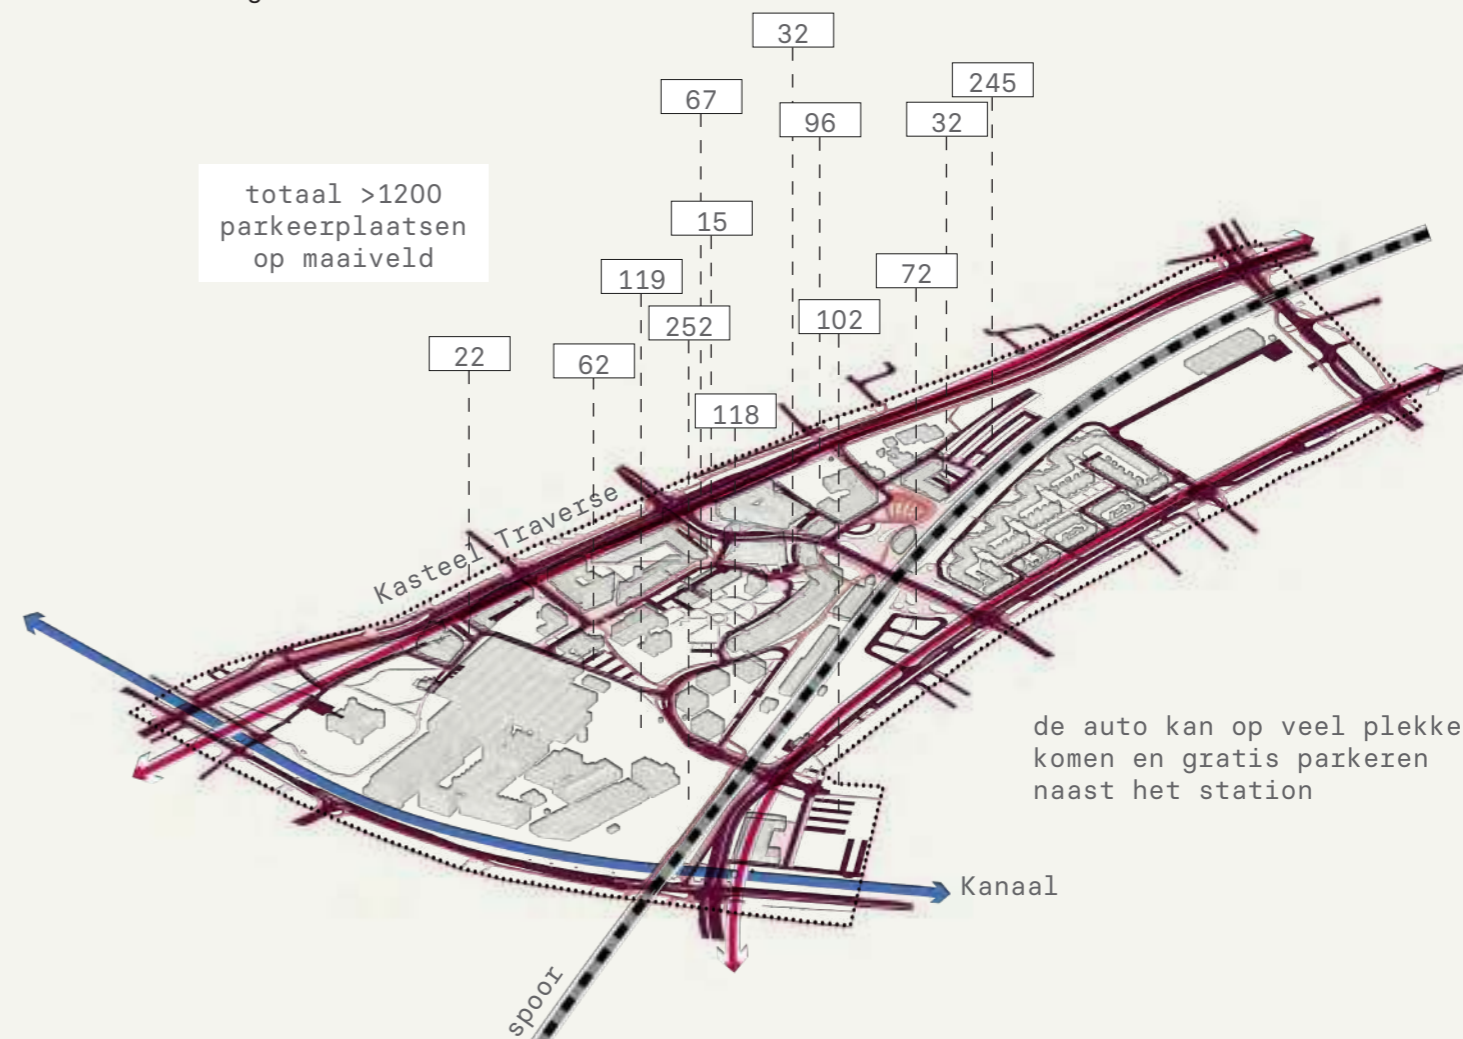 32
245
67
96
32
totaal >1200
parkeerplaatsen
op maaiveld
15
119
72
252
102
22
62
118
Kasteel Traverse
de auto kan op veel plekke
komen en gratis parkeren
naast het station
Kanaal
spoor